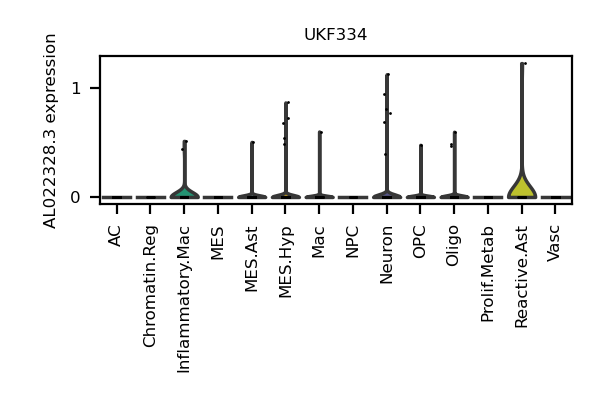 UKF334
AL022328.3 expression
1
0
AC
Chromatin.Reg
Inflammatory.Mac
MES
MES.Ast
MES.Hyp
Mac
NPC
Neuron
OPC
Oligo
Prolif.Metab
Reactive.Ast
Vasc